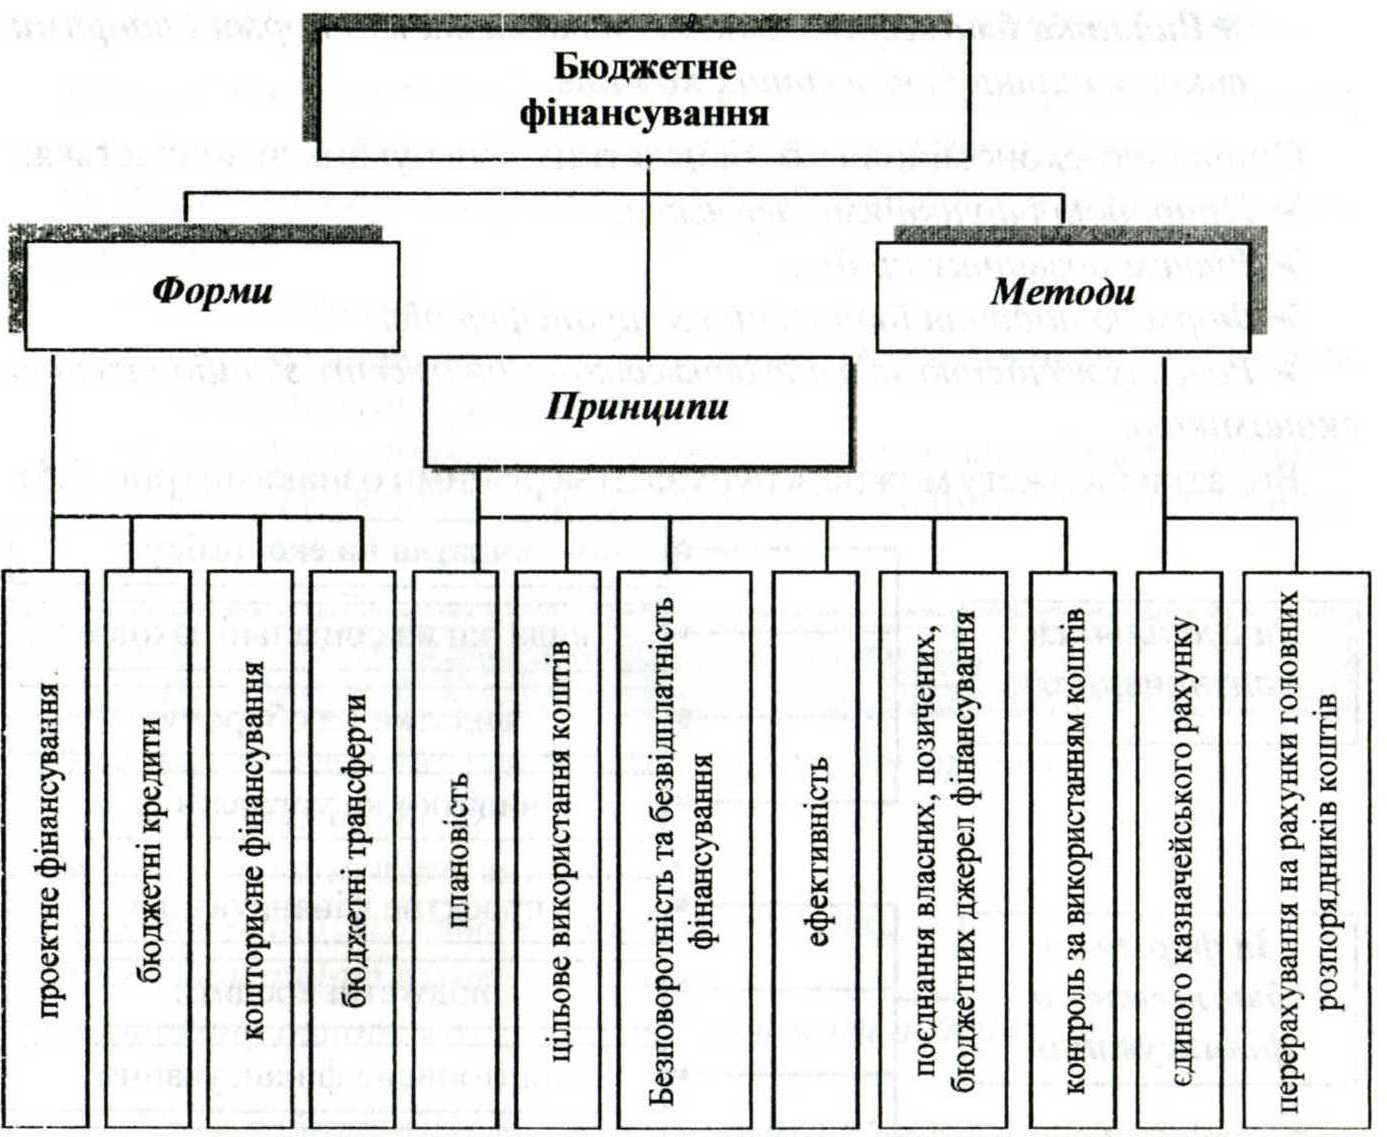 Бюджетне
фінансування
Форми
Методи
Принципи
проектне фінансування
бюджетні кредити
кошторисне фінансування
бюджетні трансферти
плановість
цільове використання коштів
Безповоротність та безвідплатність
фінансування
ефективність
поєднання власних, позичених,
бюджетних джерел фінансування
контроль за використанням коштів
єдиного казначейського рахунку
перерахування на рахунки головних
розпорядників коштів